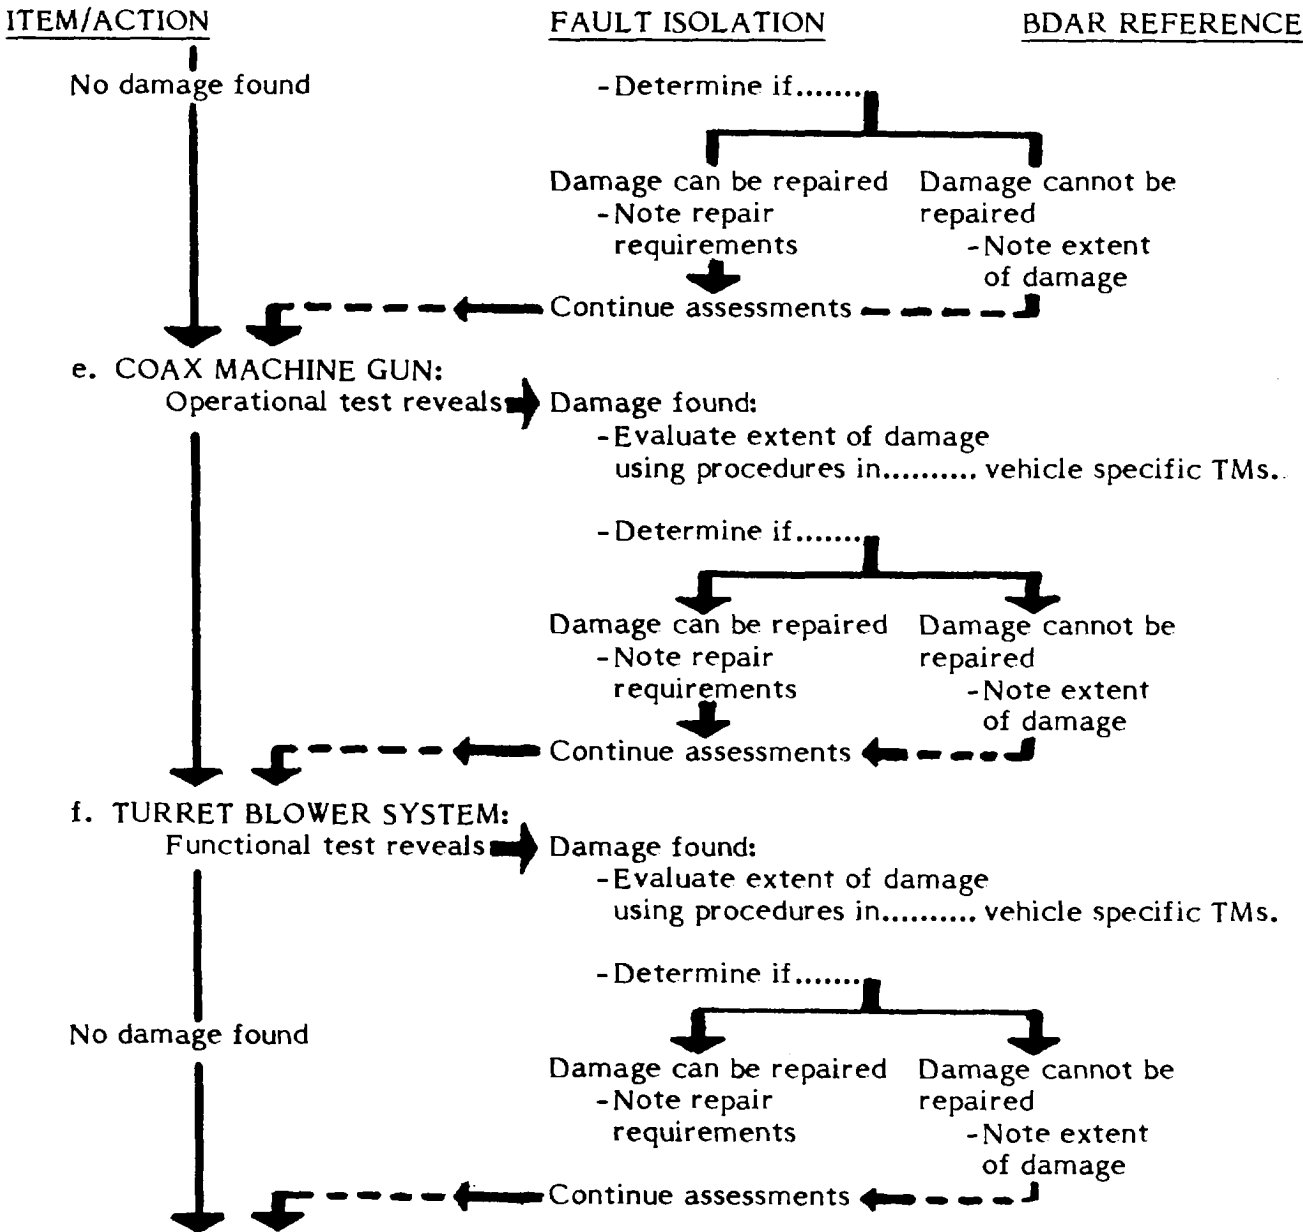 ITEM/ACTION FAULT ISOLATION BDAR REFERENCE
No damage found
-Determine if........
Damage can be repaired
-Note repair
requirements
Damage cannot be
repaired
-Note extent
of damage
Continue assessments
e. COAX MACHINE GUN:
Operational test reveals
Damage found:
-Evaluate extent of damage
using procedures in.......... vehicle specific TMs.
-Determine if........
Damage can be repaired
-Note repair
requirements
Damage cannot be
repaired
-Note extent
of damage
Continue assessments
f. TURRET BLOWER SYSTEM:
Functional test reveals
Damage found:
-Evaluate extent of damage
using procedures in.......... vehicle specific TMs.
-Determine if........
No damage found
Damage can be repaired
-Note repair
requirements
Damage cannot be
repaired
-Note extent
of damage
Continue assessments